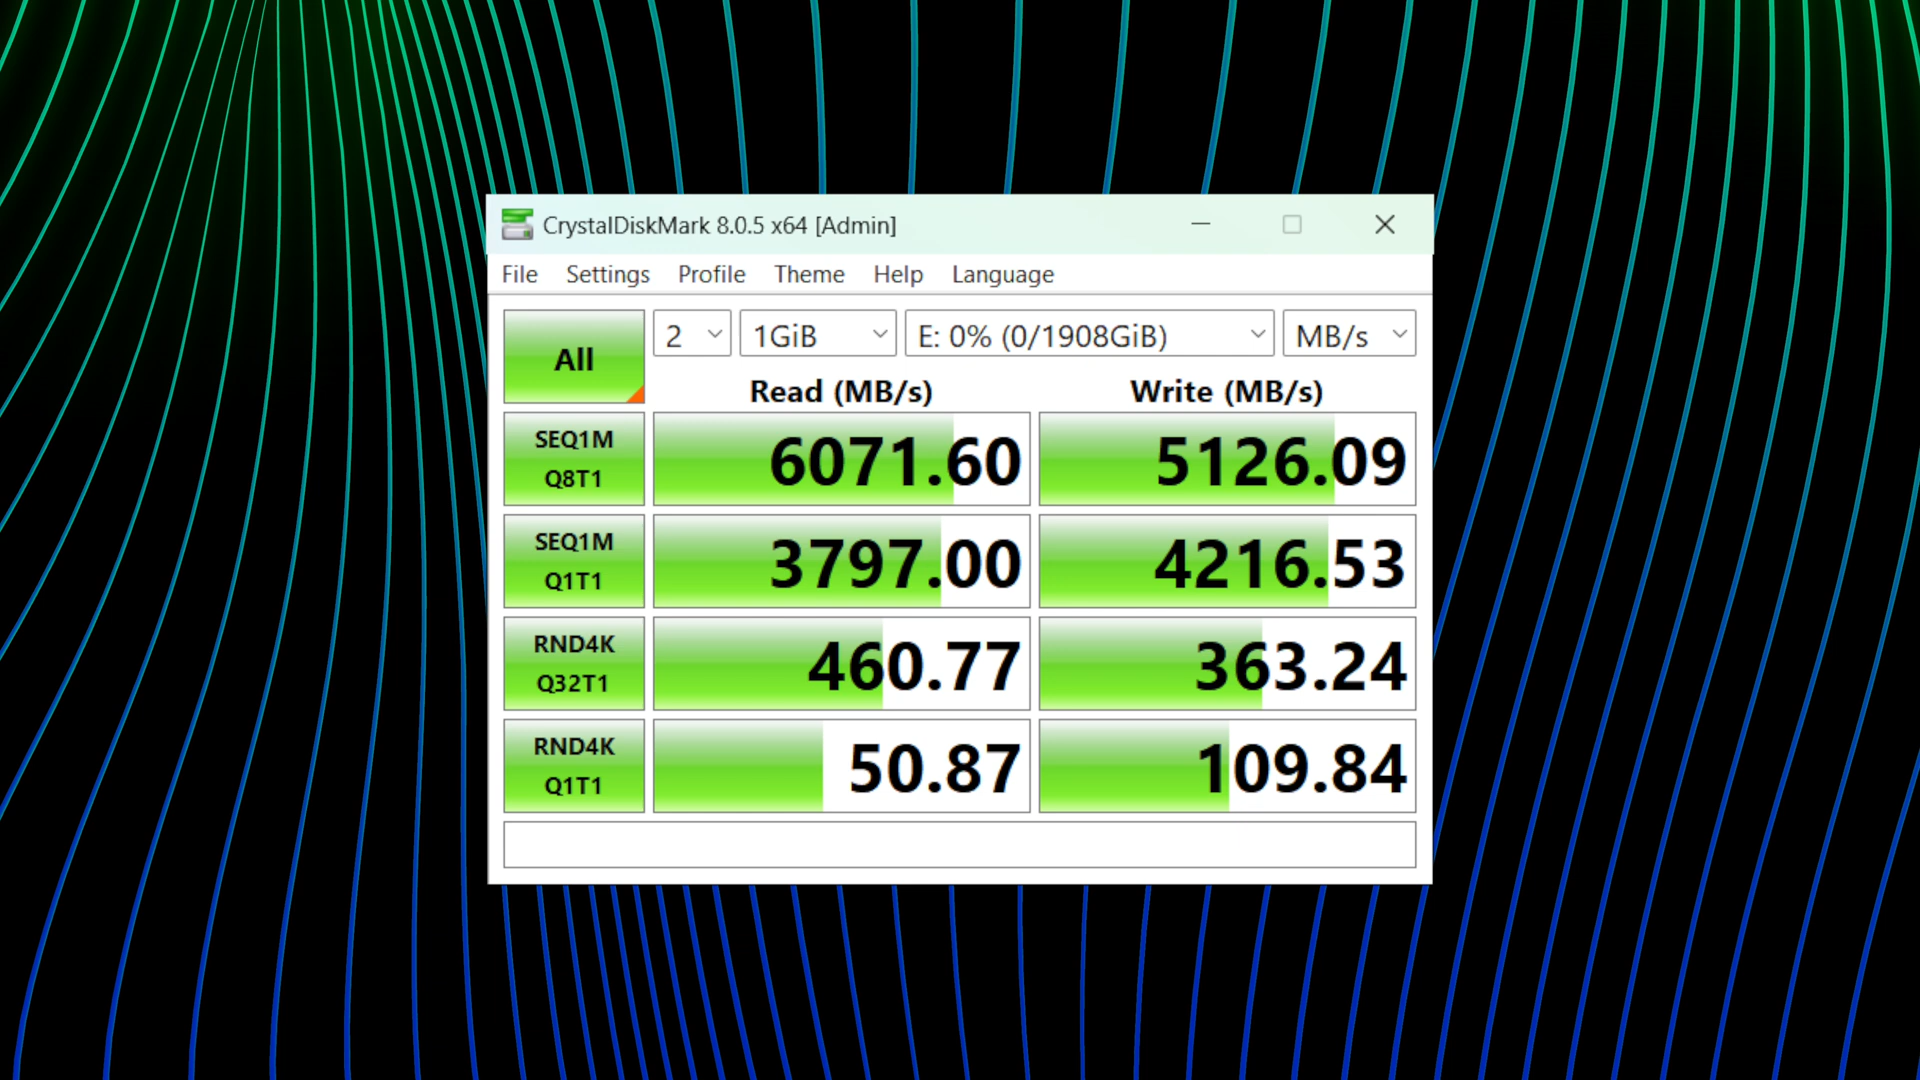 CrystalDiskMark 8.0.5 x64 [Admin]
File Settings Profile Theme Help Language
All 2 1GiB E: 0% (0/1908GiB) MB/s
Read (MB/s) Write (MB/s)
SEQ1M
Q8T1 6071.60 5126.09
SEQ1M
Q1T1 3797.00 4216.53
RND4K
Q32T1 460.77 363.24
RND4K
Q1T1 50.87 109.84